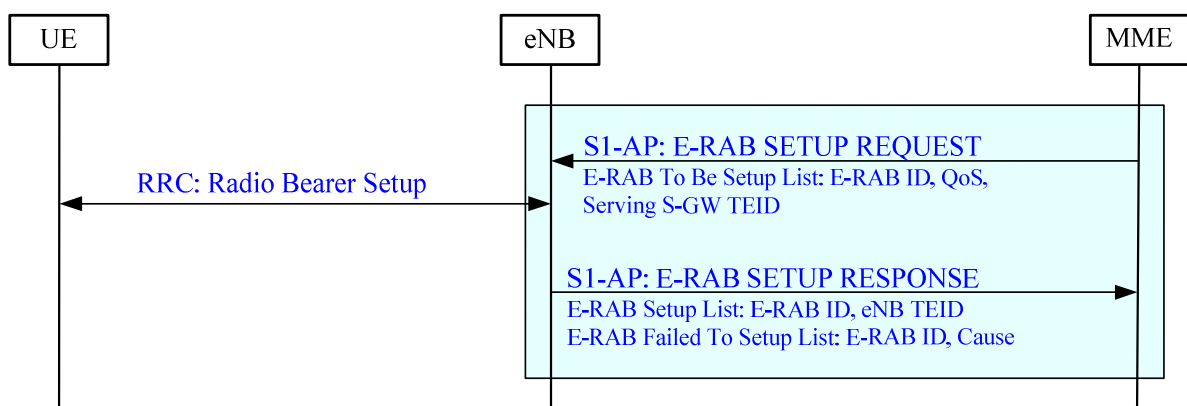 UE
eNB
MME
S1-AP: E-RAB SETUP REQUEST
E-RAB To Be Setup List: E-RAB ID, QoS,
Serving S-GW TEID
RRC: Radio Bearer Setup
S1-AP: E-RAB SETUP RESPONSE
E-RAB Setup List: E-RAB ID, eNB TEID
E-RAB Failed To Setup List: E-RAB ID, Cause